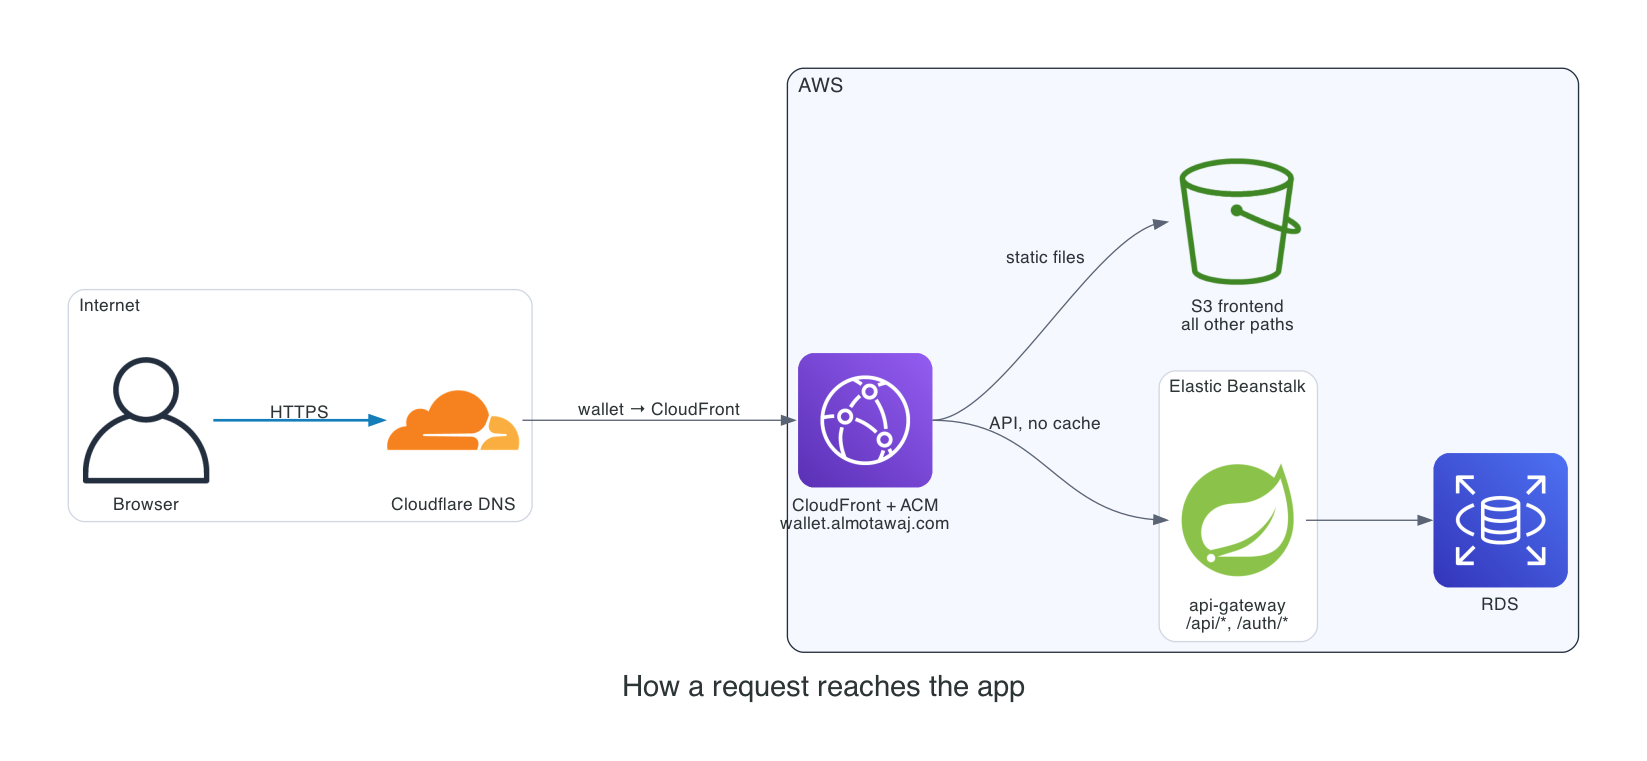 AWS
static files
S3 frontend
all other paths
Internet
HTTPS
wallet → CloudFront
Browser
Cloudflare DNS
CloudFront + ACM
wallet.almotawaj.com
API, no cache
Elastic Beanstalk
api-gateway
/api/*, /auth/*
RDS
How a request reaches the app